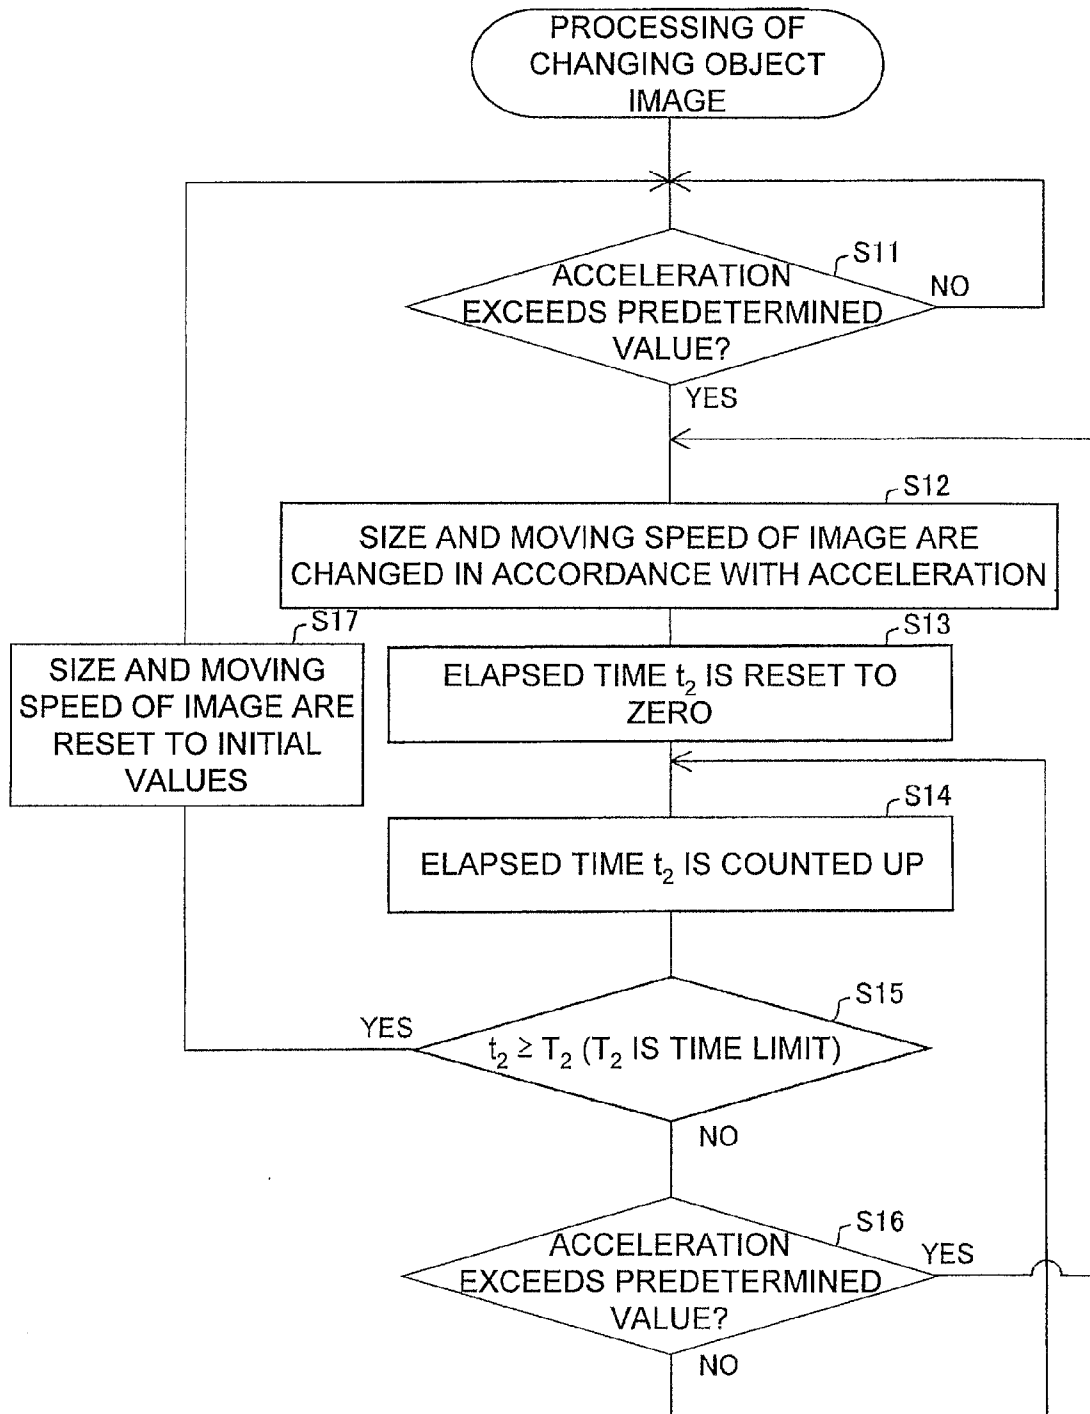 PROCESSING OF
CHANGING OBJECT
IMAGE
S11
ACCELERATION
EXCEEDS PREDETERMINED
VALUE?
NO
YES
S12
SIZE AND MOVING SPEED OF IMAGE ARE
CHANGED IN ACCORDANCE WITH ACCELERATION
S17
SIZE AND MOVING
SPEED OF IMAGE ARE
RESET TO INITIAL
VALUES
S13
ELAPSED TIME t₂ IS RESET TO
ZERO
S14
ELAPSED TIME t₂ IS COUNTED UP
S15
YES
t₂ ≥ T₂ (T₂ IS TIME LIMIT)
NO
S16
ACCELERATION
EXCEEDS PREDETERMINED
VALUE?
YES
NO